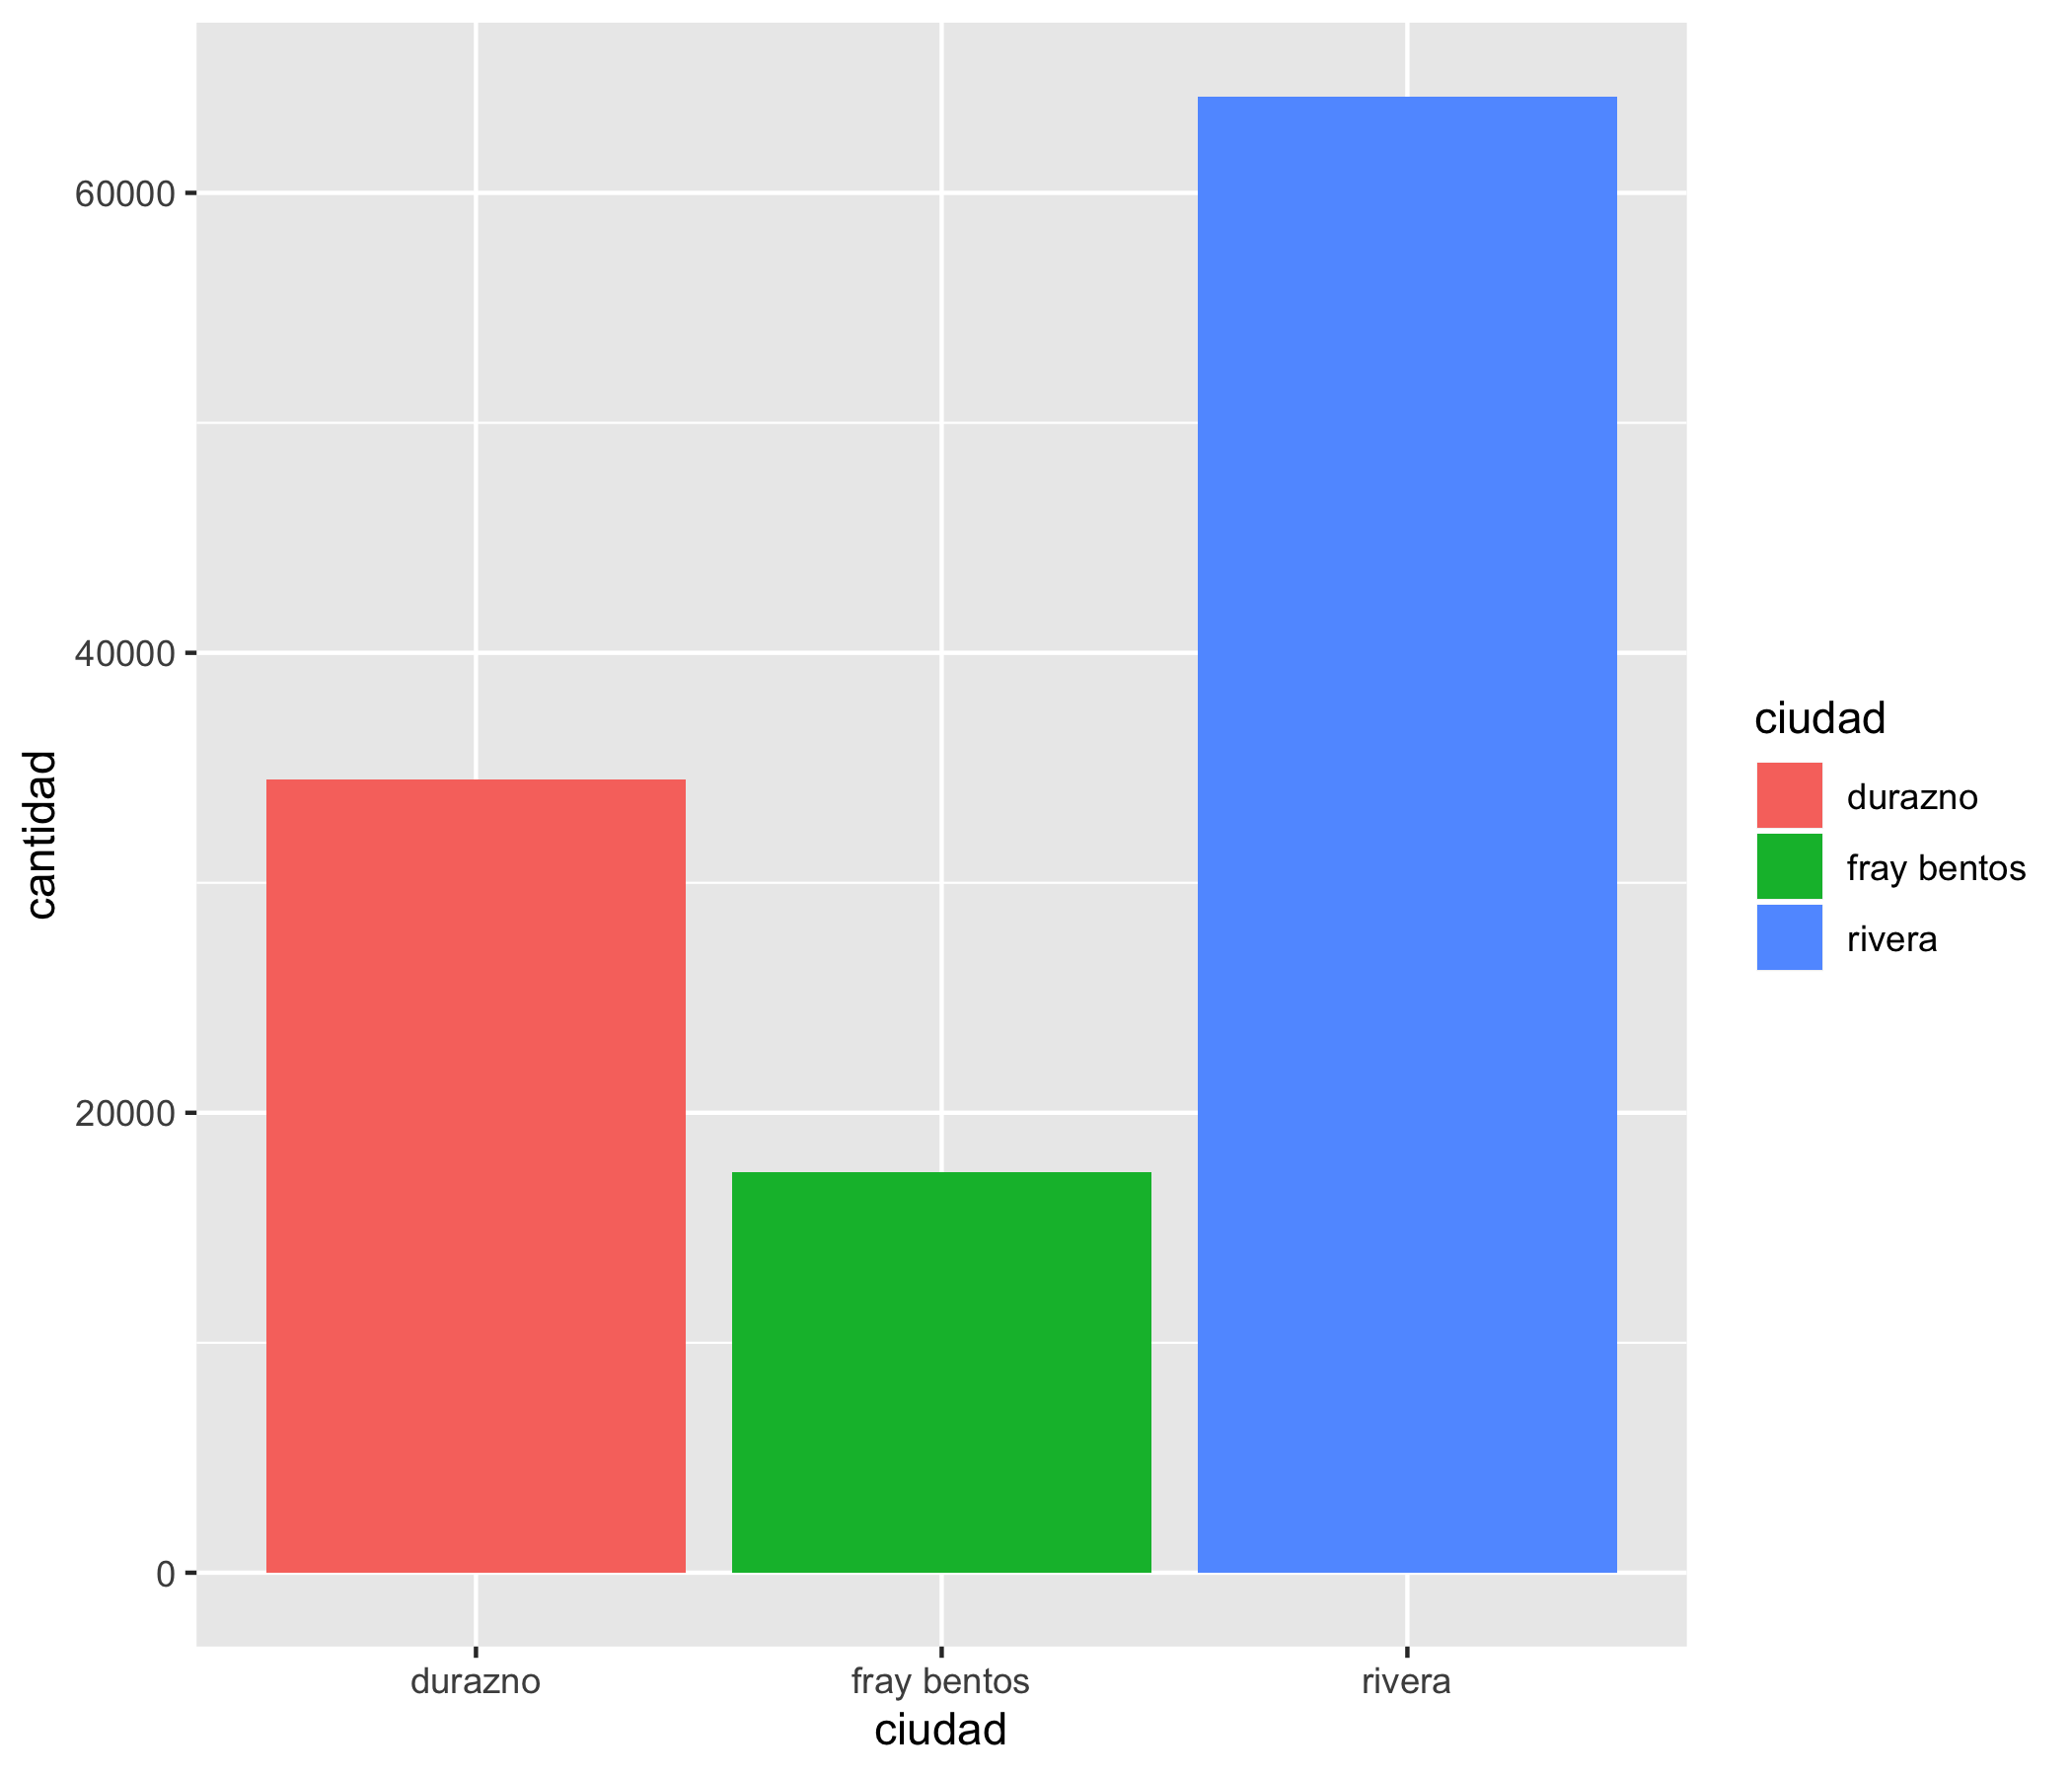 cantidad
60000
40000
20000
0
durazno
fray bentos
rivera
ciudad
ciudad
durazno
fray bentos
rivera